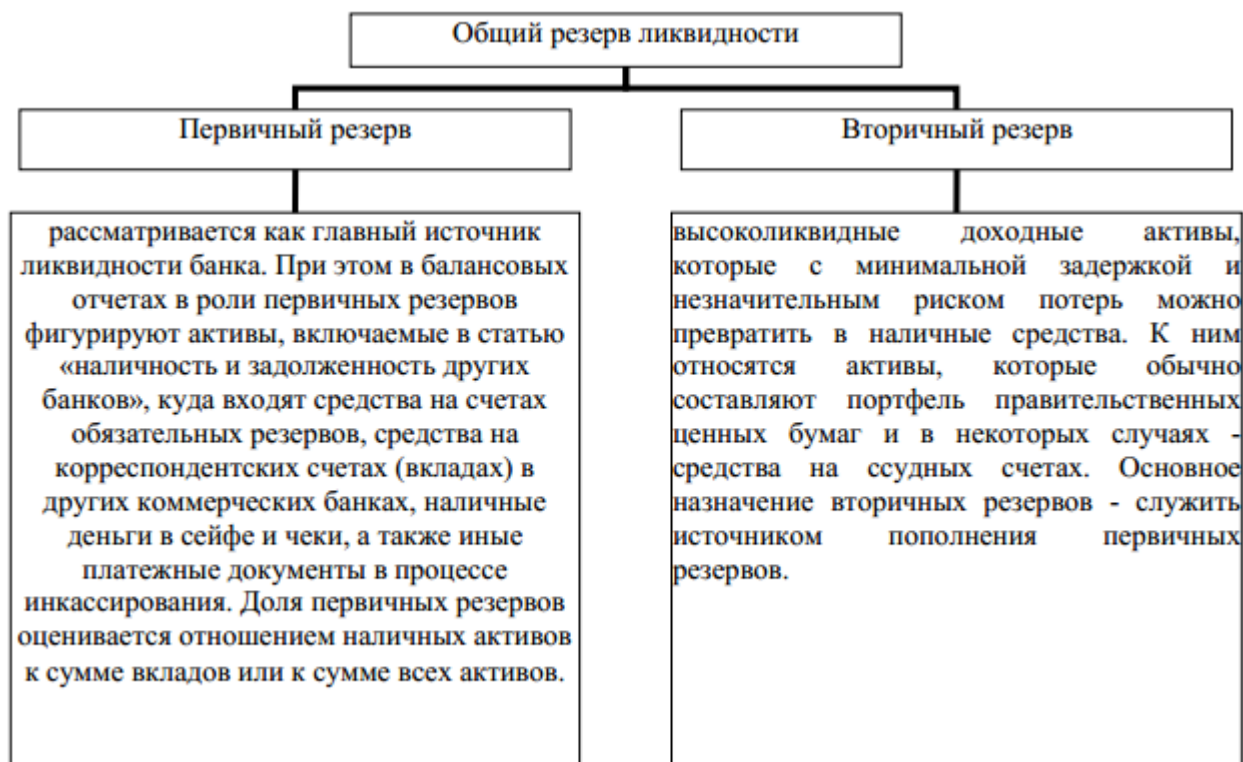 Общий резерв ликвидности
Первичный резерв
Вторичный резерв
рассматривается как главный источник
ликвидности банка. При этом в балансовых
отчетах в роли первичных резервов
фигурируют активы, включаемые в статью
«наличность и задолженность других
банков», куда входят средства на счетах
обязательных резервов, средства на
корреспондентских счетах (вкладах) в
других коммерческих банках, наличные
деньги в сейфе и чеки, а также иные
платежные документы в процессе
инкассирования. Доля первичных резервов
оценивается отношением наличных активов
к сумме вкладов или к сумме всех активов.
высоколиквидные доходные активы,
которые с минимальной задержкой и
незначительным риском потерь можно
превратить в наличные средства. К ним
относятся активы, которые обычно
составляют портфель правительственных
ценных бумаг и в некоторых случаях -
средства на ссудных счетах. Основное
назначение вторичных резервов - служить
источником пополнения первичных
резервов.